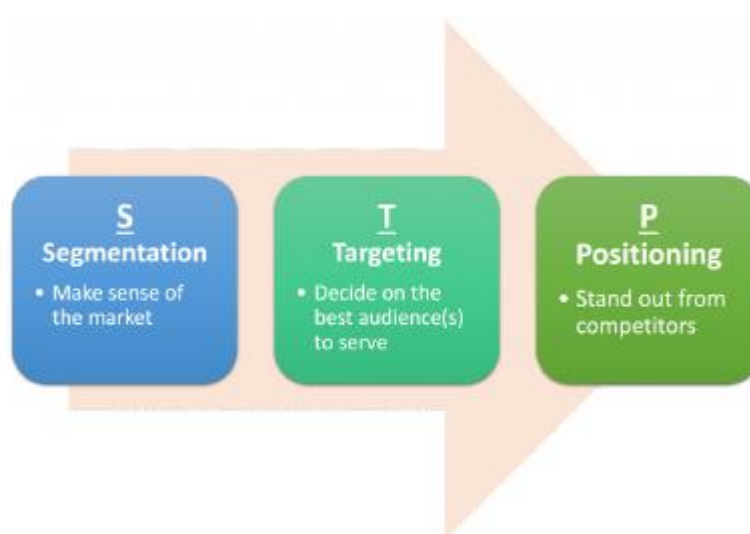 S
Segmentation
• Make sense of
the market
T
Targeting
• Decide on the
best audience(s)
to serve
P
Positioning
• Stand out from
competitors